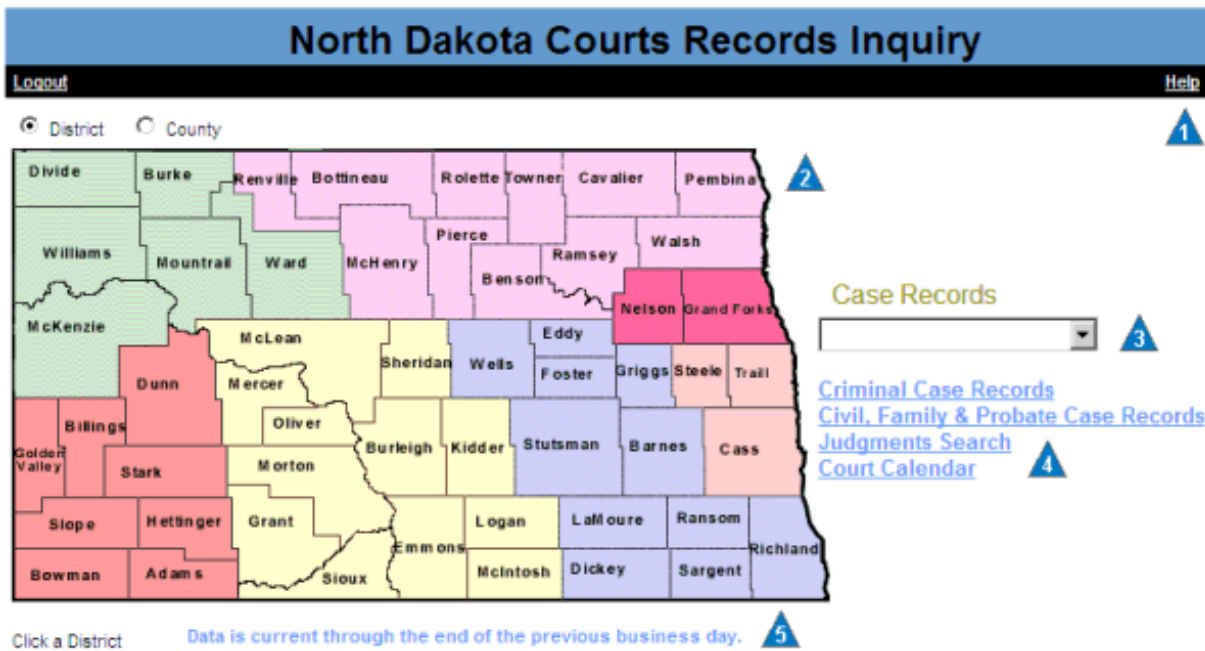 North Dakota Courts Records Inquiry
Logout Help
District County 1
Divide Burke Renville Bottineau Rolette Towner Cavalier Pembina 2
Williams Mountrail Ward McHenry Pierce Benson Ramsey Walsh
McKenzie Nelson Grand Forks
Case Records
3
McLean Sheridan Wells Eddy Foster Griggs Steele Traill
Dunn Mercer Oliver
Criminal Case Records
Civil, Family & Probate Case Records
Judgments Search
Court Calendar 4
Golden
Valley
Billings Stark Morton Burleigh Kidder Stutsman Barnes Cass
Slope Hettinger Grant Emmons Logan LaMoure Ransom Richland
Bowman Adams Sioux McIntosh Dickey Sargent
Click a District Data is current through the end of the previous business day. 5